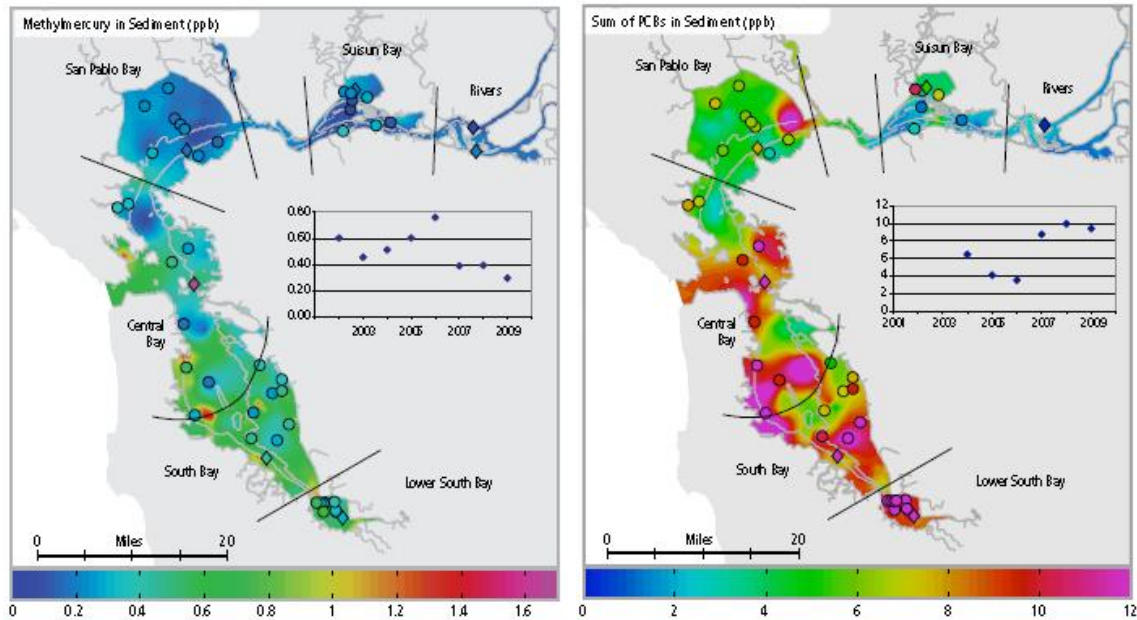 Methylmercury in Sediment (ppb)
San Pablo Bay
Suisun Bay
Rivers
0.60
0.60
0.40
0.20
0.00
2003
2005
2007
2009
Central
Bay
South Bay
Lower South Bay
0 Miles 20
0 0.2 0.4 0.6 0.8 1 1.2 1.4 1.6
Sum of PCBs in Sediment (ppb)
San Pablo Bay
Suisun Bay
Rivers
12
10
8
6
4
2
0
2001 2003 2005 2007 2009
Central
Bay
South Bay
Lower South Bay
0 Miles 20
0 2 4 6 8 10 12